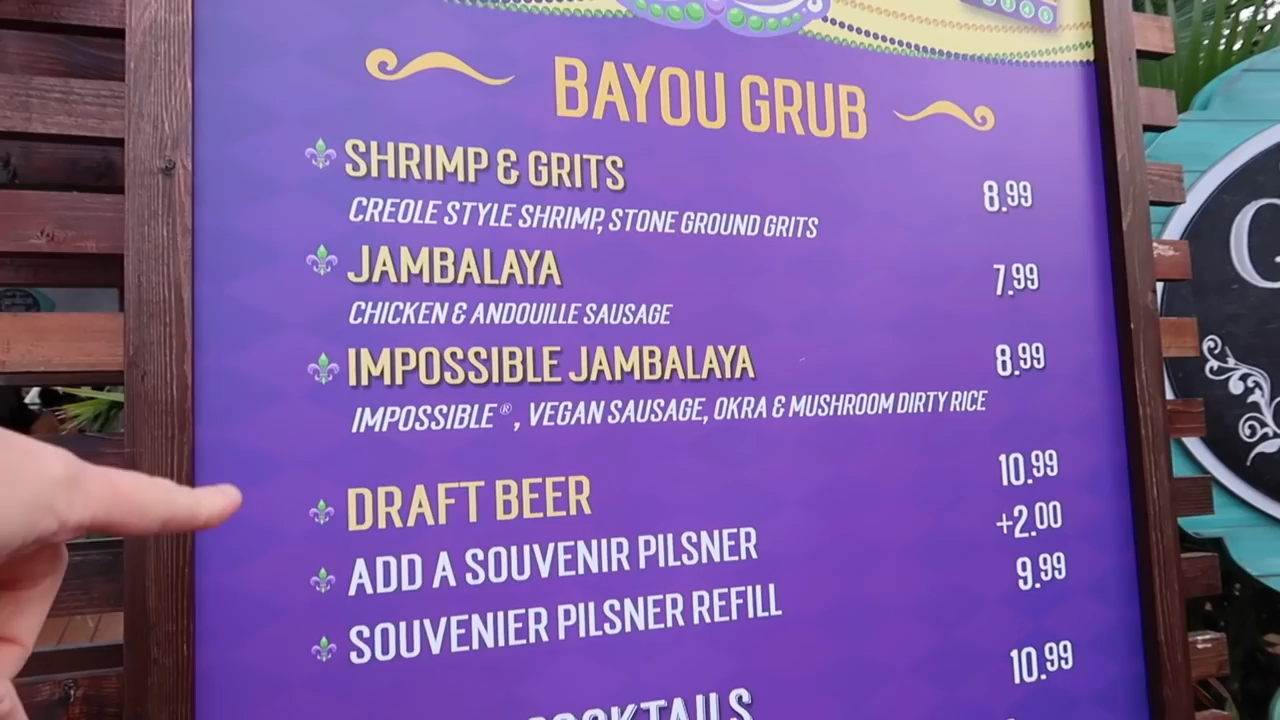 BAYOU GRUB
SHRIMP & GRITS 8.99
CREOLE STYLE SHRIMP, STONE GROUND GRITS
JAMBALAYA 7.99
CHICKEN & ANDOUILLE SAUSAGE
IMPOSSIBLE JAMBALAYA 8.99
IMPOSSIBLE®, VEGAN SAUSAGE, OKRA & MUSHROOM DIRTY RICE
DRAFT BEER 10.99
ADD A SOUVENIR PILSNER +2.00
SOUVENIER PILSNER REFILL 9.99
10.99
COCKTAILS